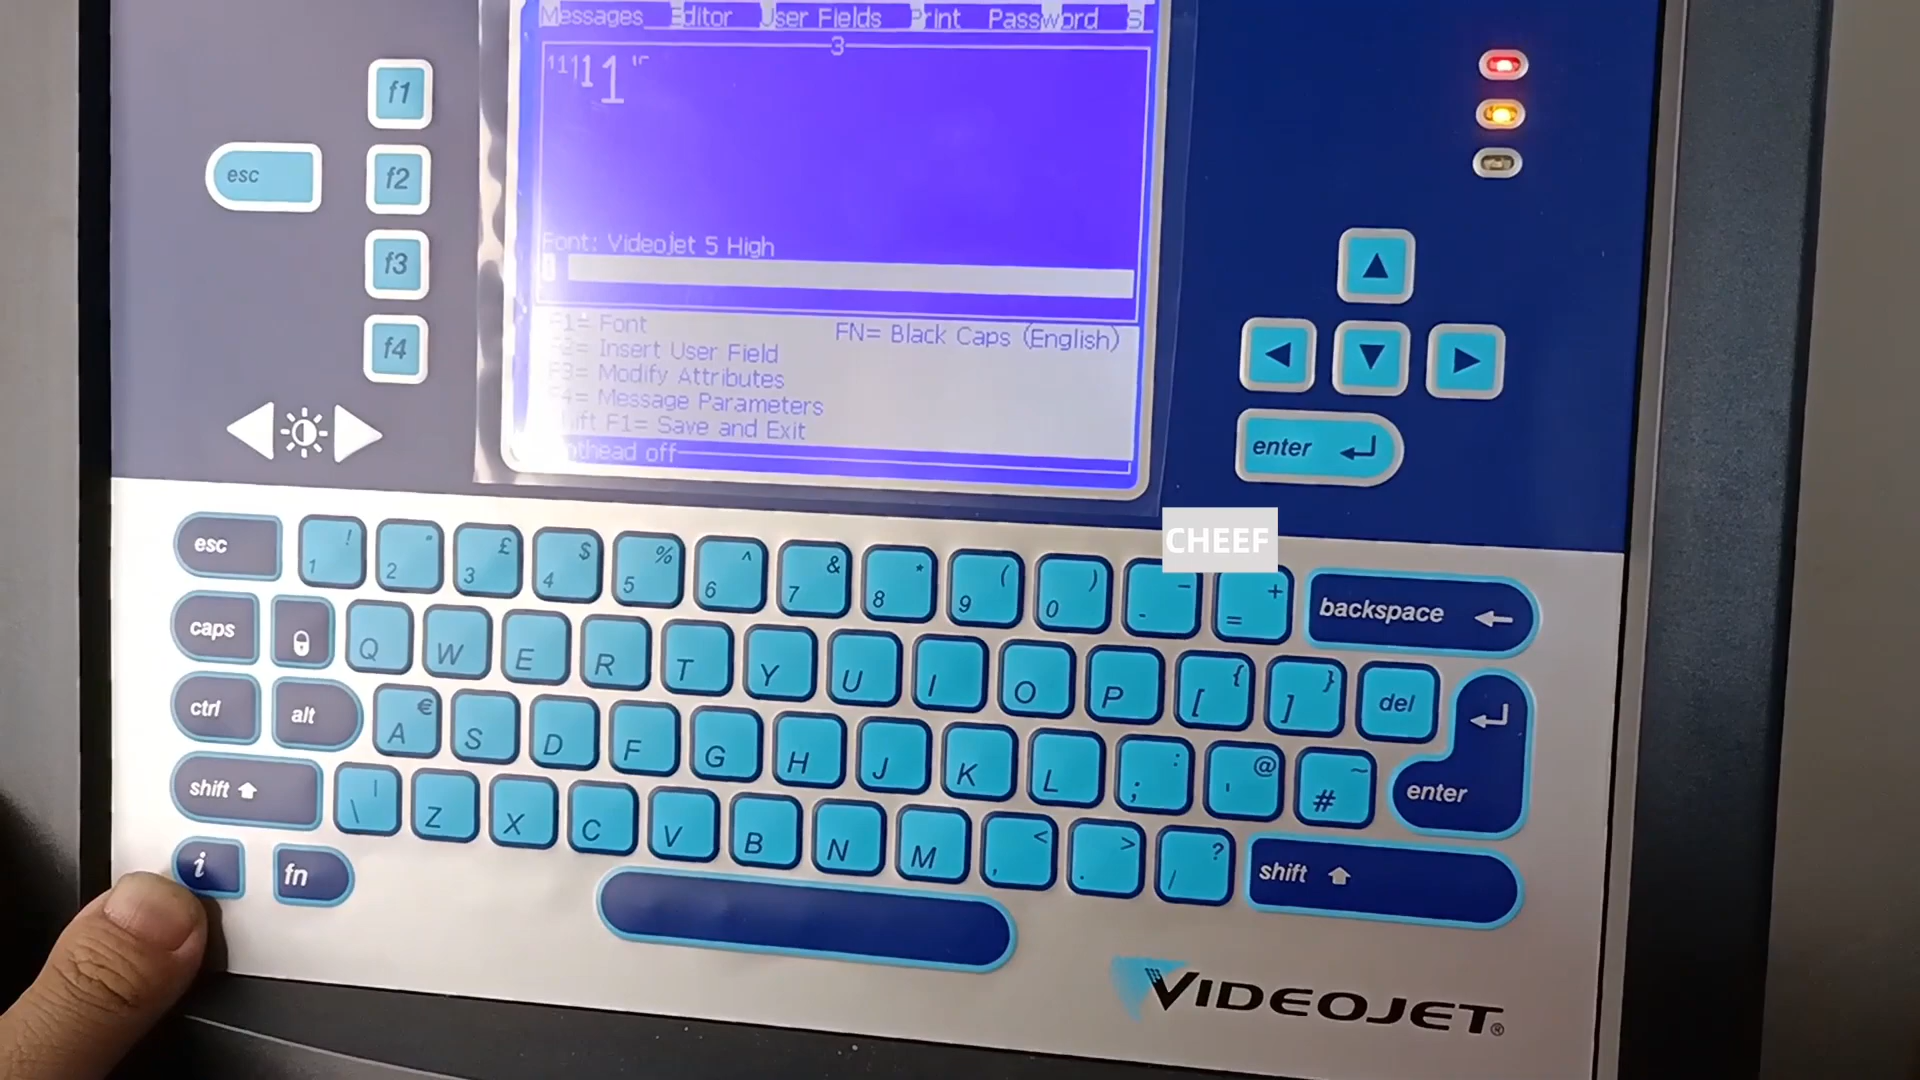 Messages Editor User Fields Print Password S
3
11111
Font: Videojet 5 High
F1= Font
FN= Black Caps (English)
F2= Insert User Field
F3= Modify Attributes
F4= Message Parameters
Shift F1= Save and Exit
nthead off
f1
esc
f2
f3
f4
enter
CHEEF
esc
! 1
" 2
£ 3
$ 4
% 5
^ 6
& 7
* 8
( 9
) 0
– -
+ =
backspace
caps
Q W E R T Y U I O P
{ [
} ]
del
ctrl
alt
A €
S D F G H J K L
: ;
@ '
~ #
enter
shift
| \
Z X C V B N M
< ,
> .
? /
shift
i
fn
VIDEOJET®